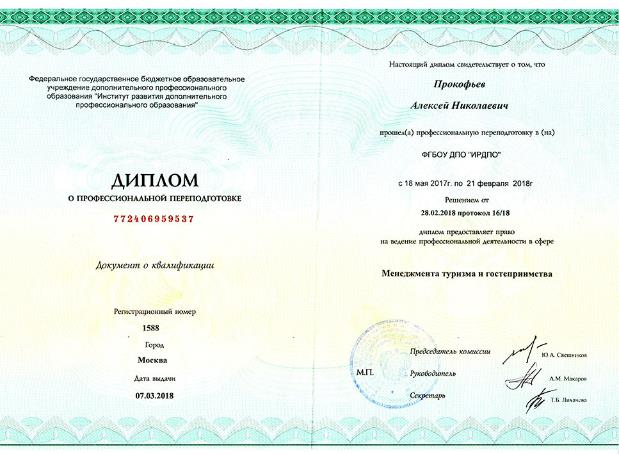 Федеральное государственное бюджетное образовательное
учреждение дополнительного профессионального
образования "Институт развития дополнительного
профессионального образования"
ДИПЛОМ
О ПРОФЕССИОНАЛЬНОЙ ПЕРЕПОДГОТОВКЕ
772406959537
Документ о квалификации
Регистрационный номер
1588
Город
Москва
Дата выдачи
07.03.2018
Настоящий диплом свидетельствует о том, что
Прокофьев
Алексей Николаевич
прошел(а) профессиональную переподготовку в (на)
ФГБОУ ДПО "ИРДПО"
с 18 мая 2017г. по 21 февраля 2018г
Решением от
28.02.2018 протокол 16/18
диплом предоставляет право
на ведение профессиональной деятельности в сфере
Менеджмента туризма и гостеприимства
Председатель комиссии
Ю.А.
М.П.
Руководитель
А.М. Макаров
Секретарь
Т.Б. Лихачева